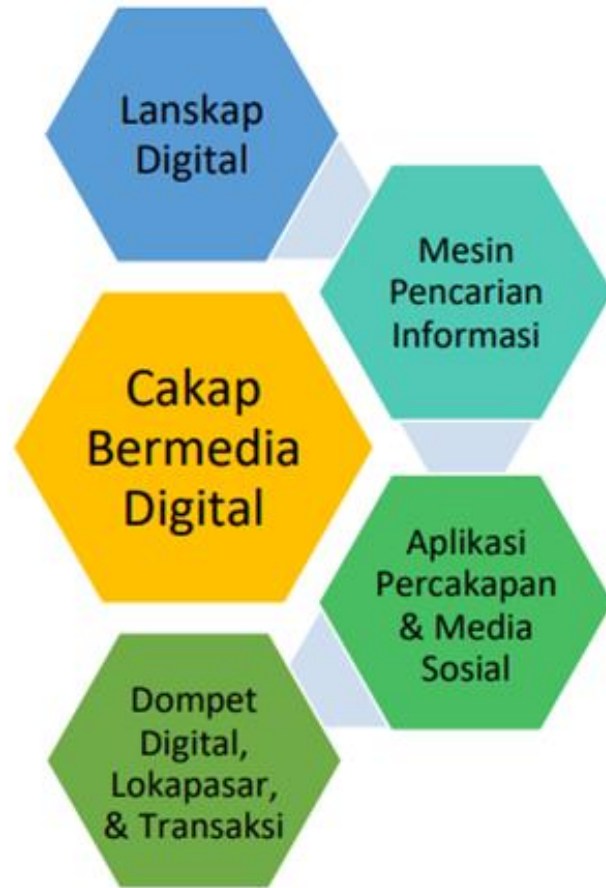 Lanskap
Digital
Mesin
Pencarian
Informasi
Cakap
Bermedia
Digital
Aplikasi
Percakapan
& Media
Sosial
Dompet
Digital,
Lokapasar,
& Transaksi